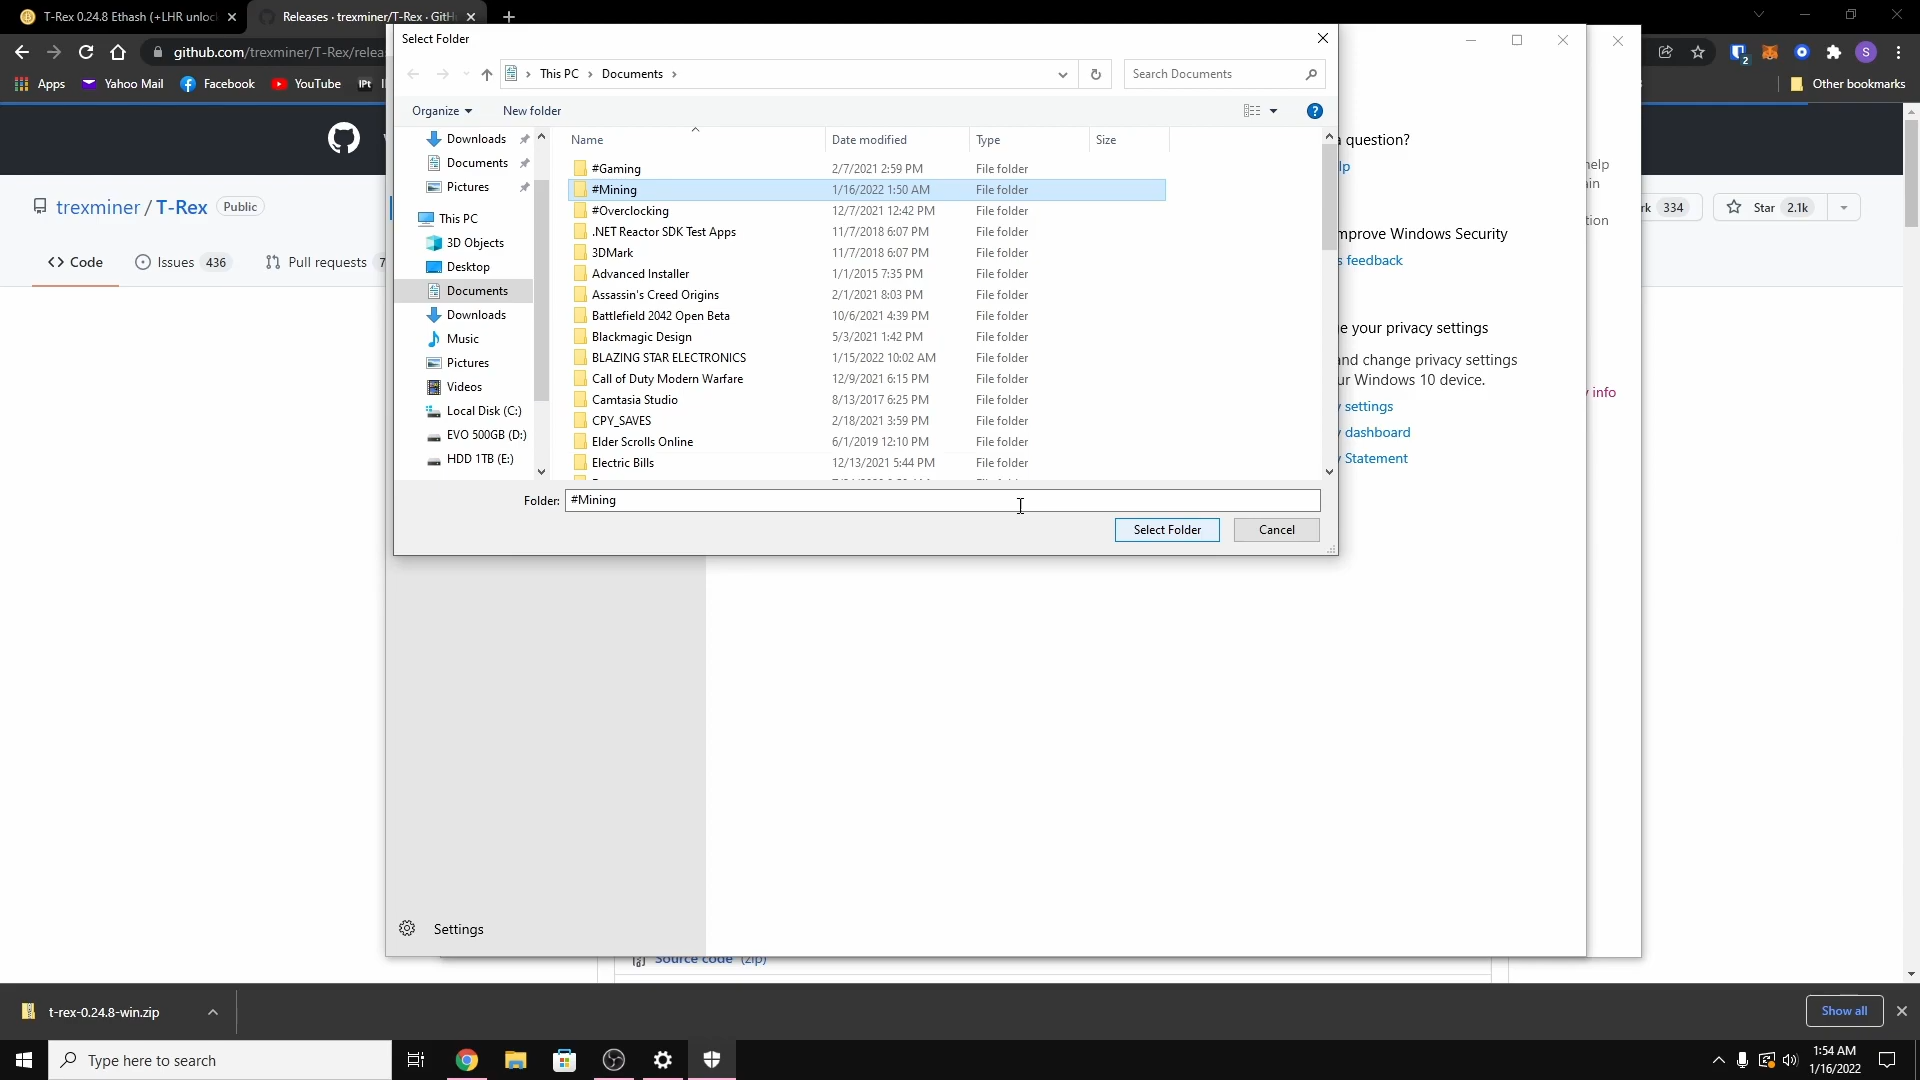 T-Rex 0.24.8 Ethash (+LHR unloc
Releases · trexminer/T-Rex · GitH
github.com/trexminer/T-Rex/relea
Apps
Yahoo Mail
Facebook
YouTube
Other bookmarks
Select Folder
This PC > Documents >
Search Documents
Organize
New folder
Name
Date modified
Type
Size
Downloads
Documents
Pictures
This PC
3D Objects
Desktop
Documents
Downloads
Music
Pictures
Videos
Local Disk (C:)
EVO 500GB (D:)
HDD 1TB (E:)
#Gaming 2/7/2021 2:59 PM File folder
#Mining 1/16/2022 1:50 AM File folder
#Overclocking 12/7/2021 12:42 PM File folder
.NET Reactor SDK Test Apps 11/7/2018 6:07 PM File folder
3DMark 11/7/2018 6:07 PM File folder
Advanced Installer 1/1/2015 7:35 PM File folder
Assassin's Creed Origins 2/1/2021 8:03 PM File folder
Battlefield 2042 Open Beta 10/6/2021 4:39 PM File folder
Blackmagic Design 5/3/2021 1:42 PM File folder
BLAZING STAR ELECTRONICS 1/15/2022 10:02 AM File folder
Call of Duty Modern Warfare 12/9/2021 6:15 PM File folder
Camtasia Studio 8/13/2017 6:25 PM File folder
CPY_SAVES 2/18/2021 3:59 PM File folder
Elder Scrolls Online 6/1/2019 12:10 PM File folder
Electric Bills 12/13/2021 5:44 PM File folder
Folder: #Mining
Select Folder
Cancel
trexminer / T-Rex Public
Code
Issues 436
Pull requests 7
rk 334
Star 2.1k
a question?
lp
mprove Windows Security
s feedback
e your privacy settings
and change privacy settings
ur Windows 10 device.
y settings
y dashboard
y Statement
help
in
tion
y info
Settings
Source code (zip)
t-rex-0.24.8-win.zip
Show all
Type here to search
1:54 AM
1/16/2022